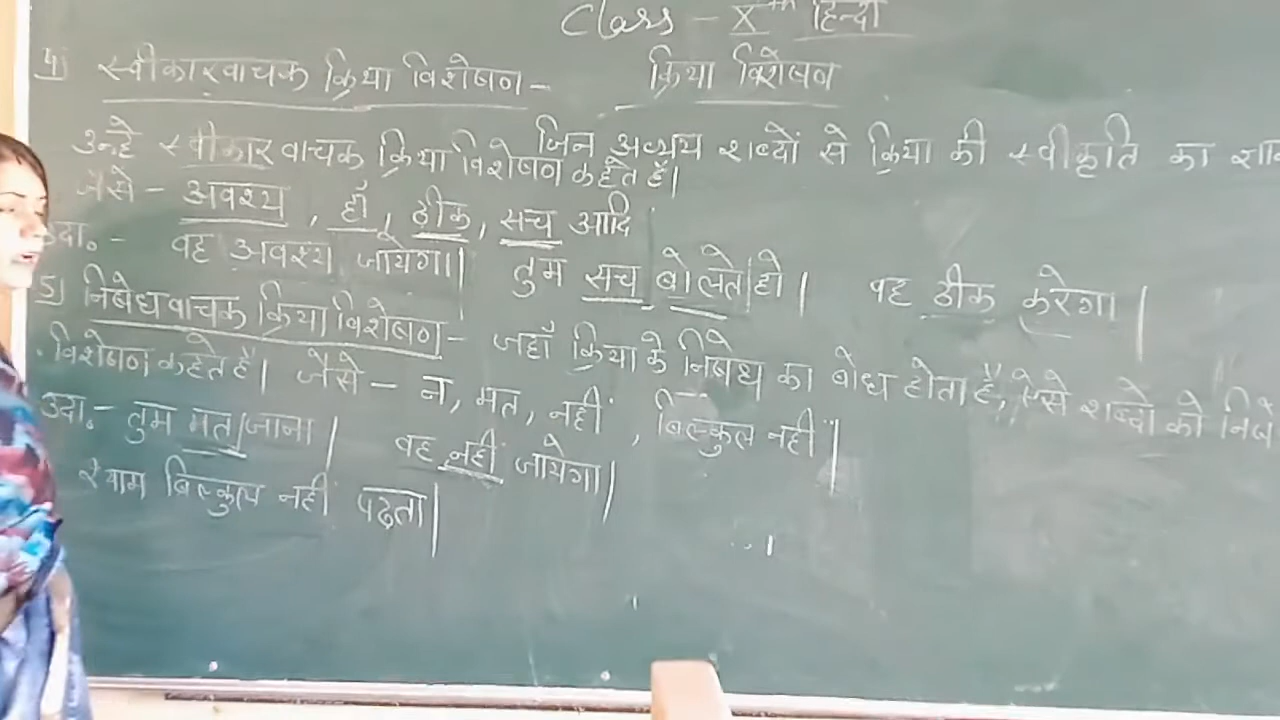 Class - Xth हिन्दी
क्रिया विशेषण
4) स्वीकारवाचक क्रिया विशेषण -
जिन अव्यय शब्दों से क्रिया की स्वीकृति का
उन्हे स्वीकार वाचक क्रिया विशेषण कहते हैं।
जैसे - अवश्य, हाँ, ठीक, सच आदि
उदा. - वह अवश्य जायेगा। तुम सच बोलते हो। वह ठीक करेगा।
5) निषेधवाचक क्रिया विशेषण - जहाँ क्रिया के निषेध का बोध होता है, ऐसे शब्दो को
विशेषण कहते हैं। जैसे - न, मत, नहीं, बिल्कुल नहीं।
उदा. - तुम मत जाना। वह नहीं जायेगा।
श्याम बिल्कुल नहीं पढ़ता।